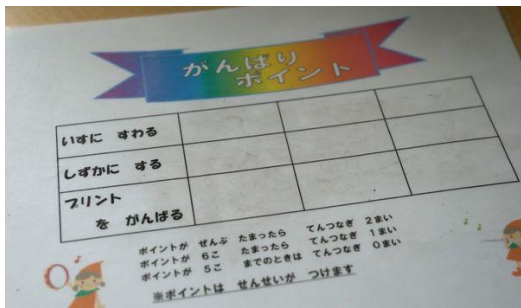 がんばり
ポイント
いすに すわる
しずかに する
プリント
を がんばる
ポイントが ぜんぶ たまったら てんつなぎ 2まい
ポイントが 6こ たまったら てんつなぎ 1まい
ポイントが 5こ までのときは てんつなぎ 0まい
※ポイントは せんせいが つけます